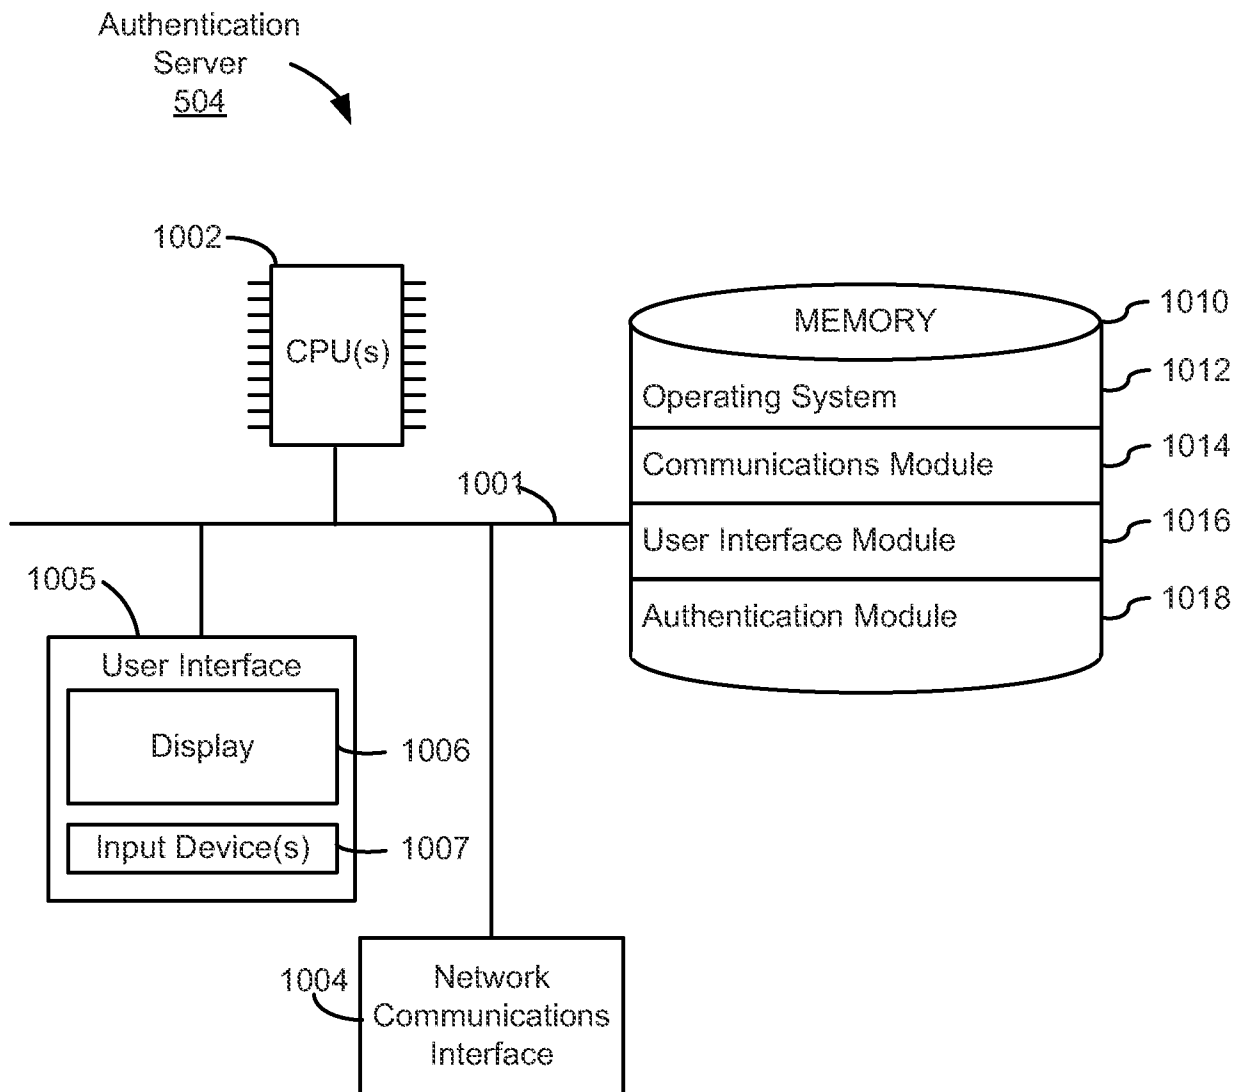 Authentication
Server
504
1002
CPU(s)
MEMORY
1010
Operating System
1012
Communications Module
1014
1001
User Interface Module
1016
Authentication Module
1018
1005
User Interface
Display
1006
Input Device(s)
1007
1004
Network
Communications
Interface